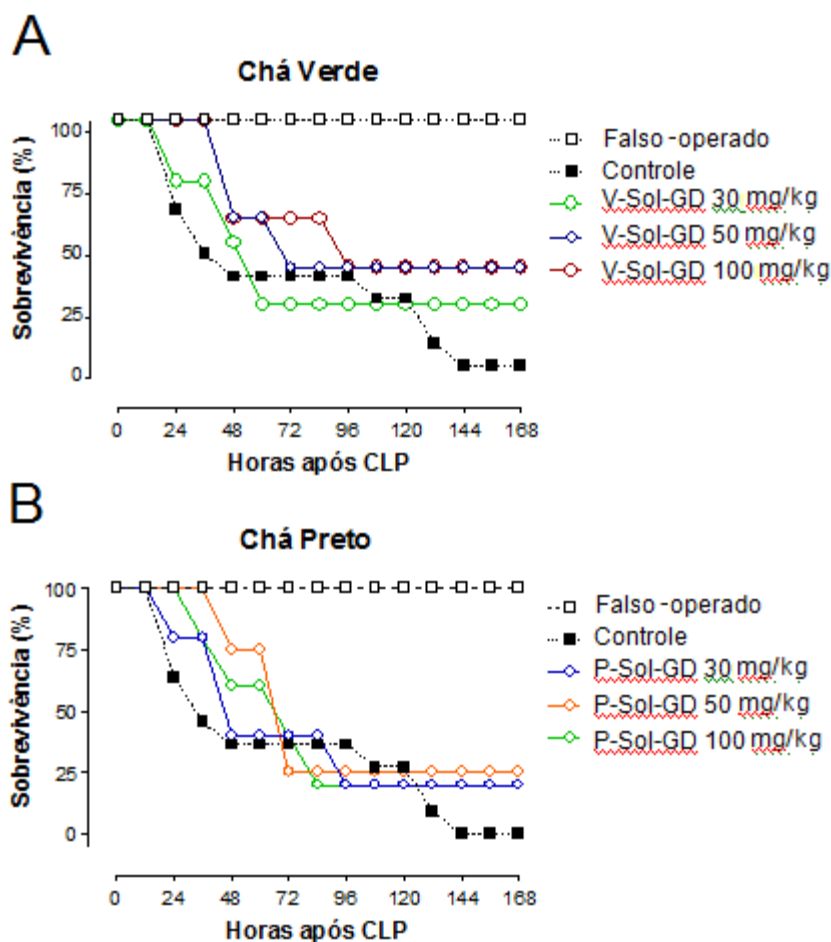 A
Chá Verde
Sobrevivência (%)
100
75
50
25
0
0 24 48 72 96 120 144 168
Horas após CLP
Falso-operado
Controle
V-Sol-GD 30 mg/kg
V-Sol-GD 50 mg/kg
V-Sol-GD 100 mg/kg
B
Chá Preto
Sobrevivência (%)
100
75
50
25
0
0 24 48 72 96 120 144 168
Horas após CLP
Falso-operado
Controle
P-Sol-GD 30 mg/kg
P-Sol-GD 50 mg/kg
P-Sol-GD 100 mg/kg